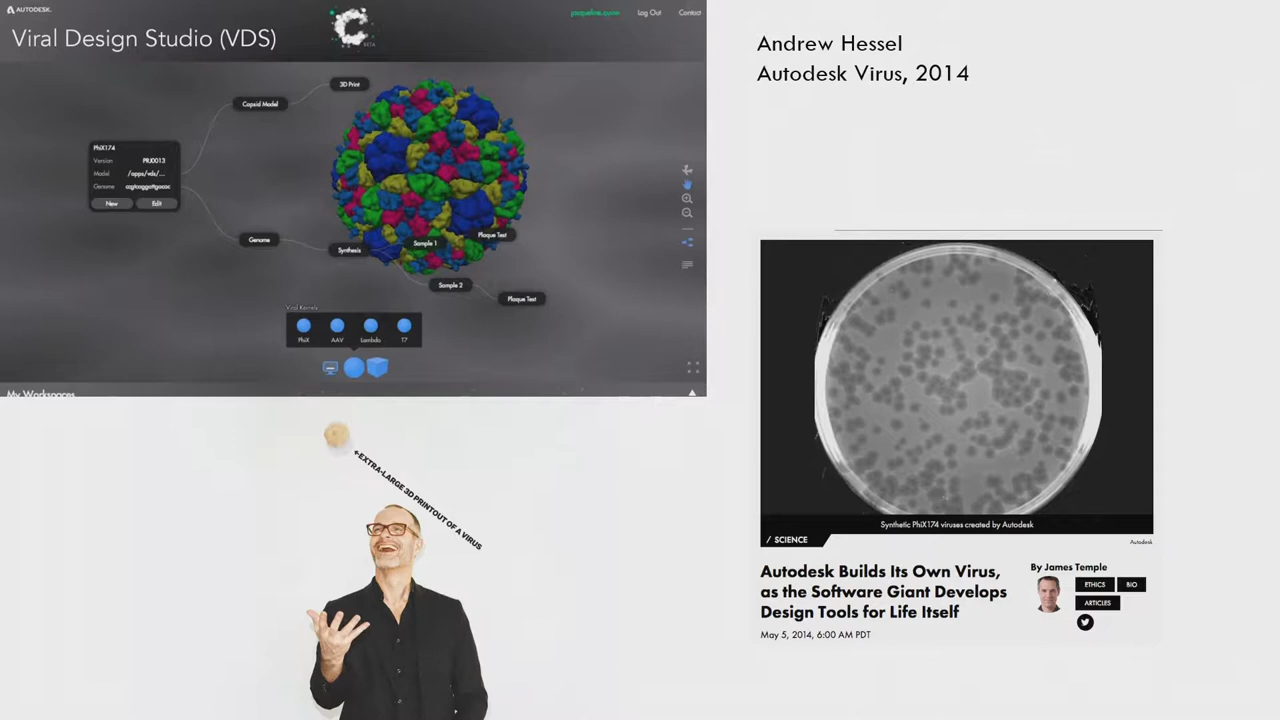 AUTODESK.
BETA
Log Out
Contact
Viral Design Studio (VDS)
3D Print
Capsid Model
PhiX174
Version
Model
/apps/vds/...
Genome
New
Edit
Genome
Synthesis
Sample 1
Plaque Test
Sample 2
Plaque Test
Viral Kernels
PhiX
AAV
Lambda
T7
My Workspaces
Andrew Hessel
Autodesk Virus, 2014
←EXTRA-LARGE 3D PRINTOUT OF A VIRUS
Synthetic PhiX174 viruses created by Autodesk
/ SCIENCE
Autodesk
Autodesk Builds Its Own Virus,
as the Software Giant Develops
Design Tools for Life Itself
May 5, 2014, 6:00 AM PDT
By James Temple
ETHICS
BIO
ARTICLES